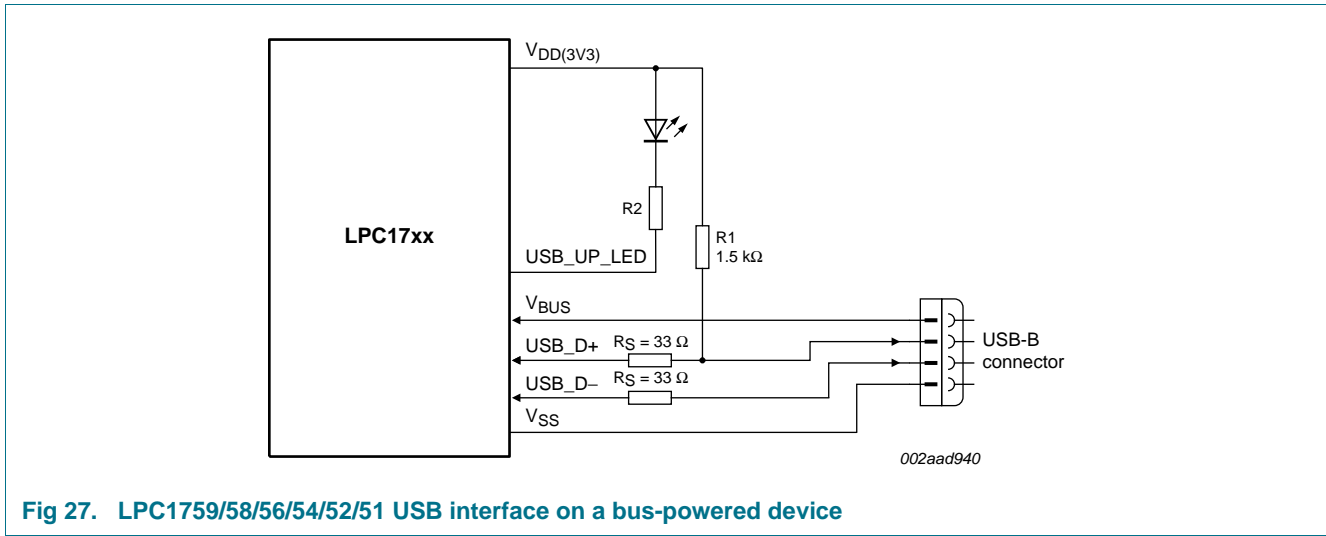 VDD(3V3)
R2
LPC17xx
R1
1.5 kΩ
USB_UP_LED
VBUS
USB_D+ RS = 33 Ω
USB_D− RS = 33 Ω
VSS
USB-B
connector
002aad940
Fig 27. LPC1759/58/56/54/52/51 USB interface on a bus-powered device